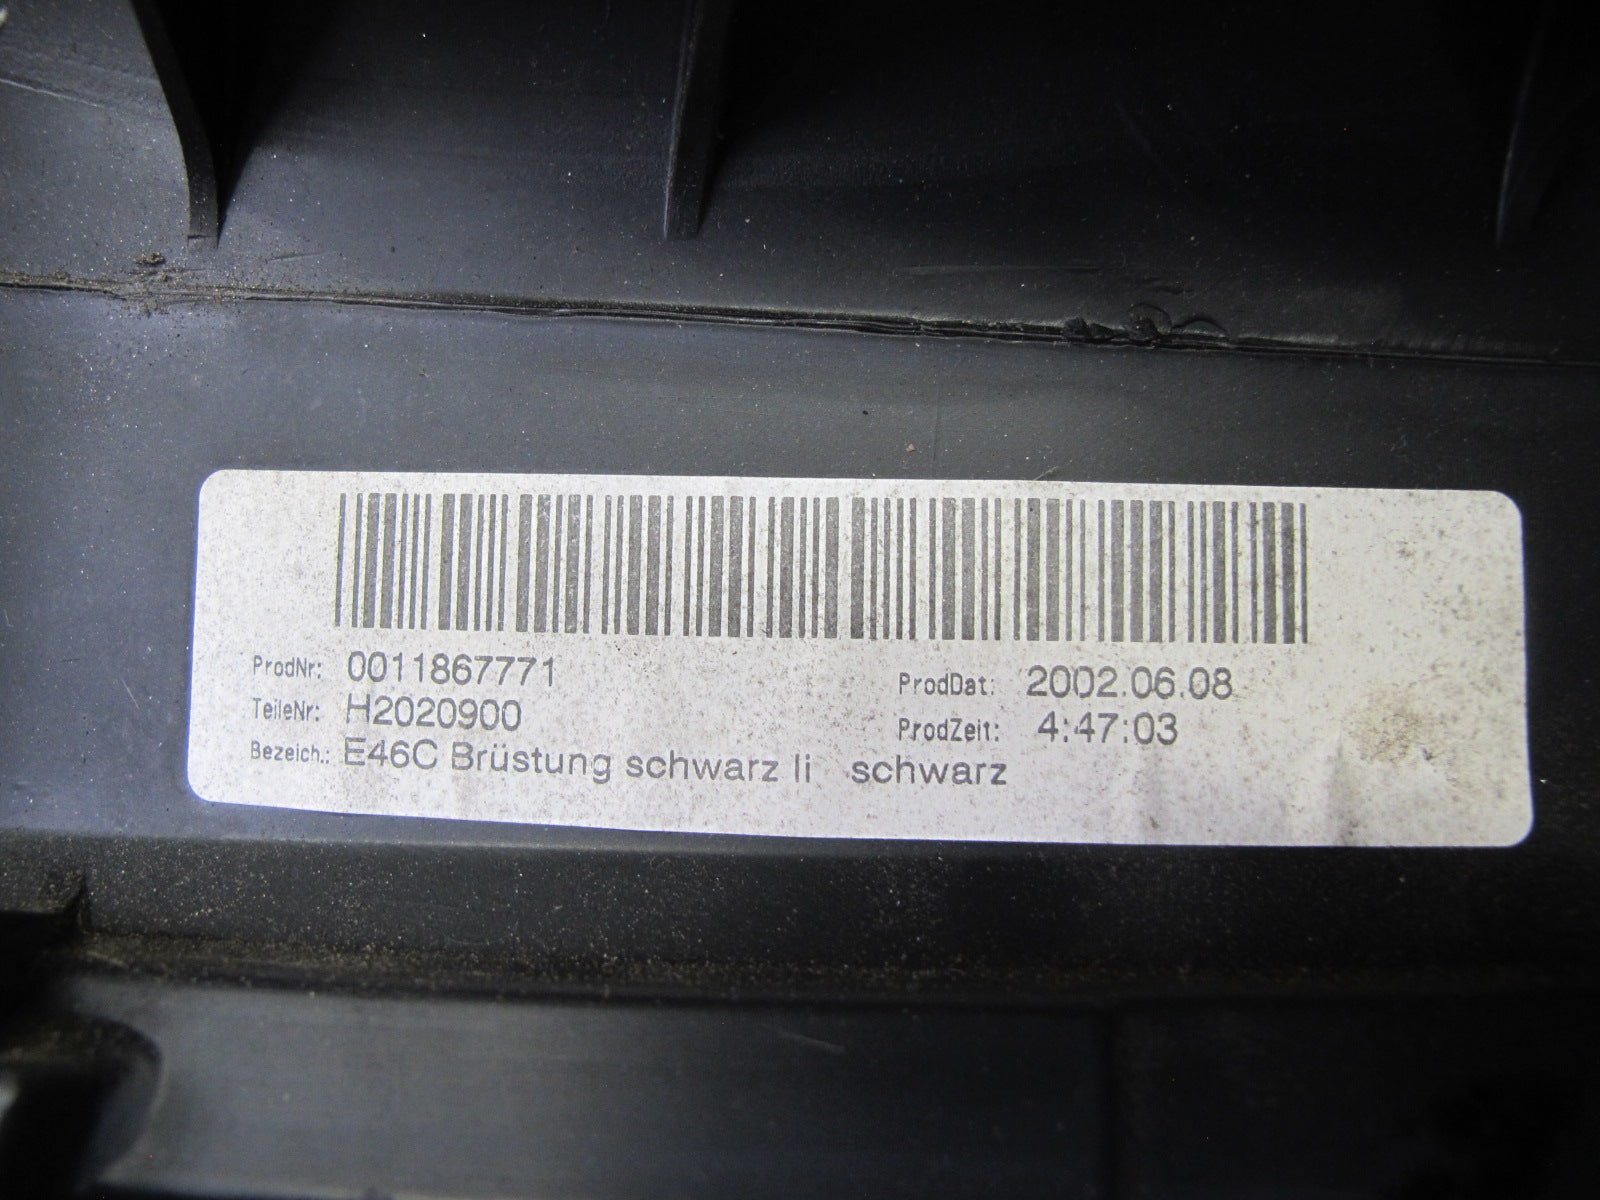 ProdNr: 0011867771 ProdDat: 2002.06.08
TeileNr: H2020900 ProdZeit: 4:47:03
Bezeich.: E46C Brüstung schwarz li schwarz